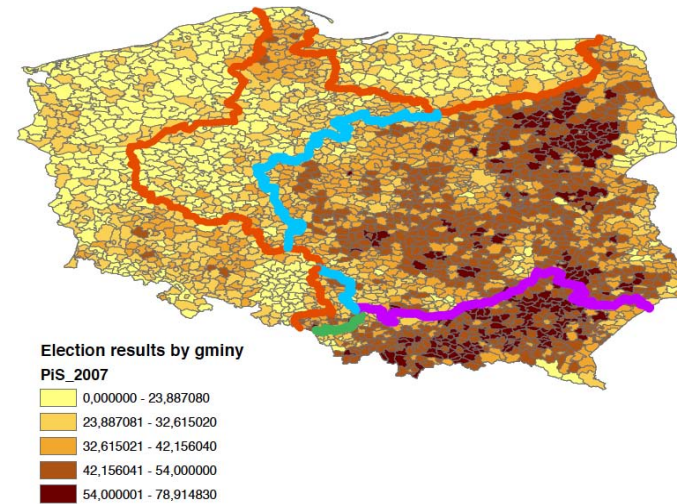 Election results by gminy
PiS_2007
0,000000 - 23,887080
23,887081 - 32,615020
32,615021 - 42,156040
42,156041 - 54,000000
54,000001 - 78,914830